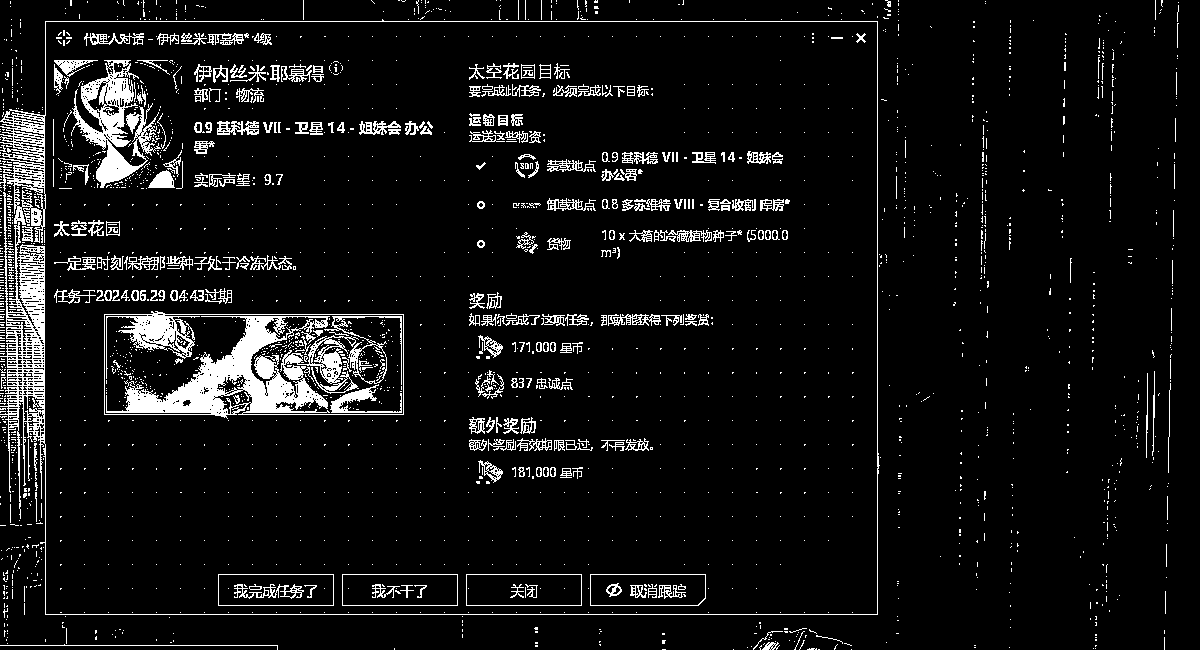 代理人对话 - 伊内丝米·耶慕得* 4级
伊内丝米·耶慕得
部门：物流
0.9 基科德 VII - 卫星 14 - 姐妹会 办公
署*
实际声望：9.7
太空花园
一定要时刻保持那些种子处于冷冻状态。
任务于2024.06.29 04:43过期
太空花园目标
要完成此任务，必须完成以下目标：
运输目标
运送这些物资：
装载地点 0.9 基科德 VII - 卫星 14 - 姐妹会
办公署*
卸载地点 0.8 多苏维特 VIII - 复合收割 库房*
货物 10 x 大箱的冷藏植物种子* (5000.0
m³)
奖励
如果你完成了这项任务，那就能获得下列奖赏：
171,000 星币
837 忠诚点
额外奖励
额外奖励有效期限已过，不再发放。
181,000 星币
我完成任务了
我不干了
关闭
取消跟踪